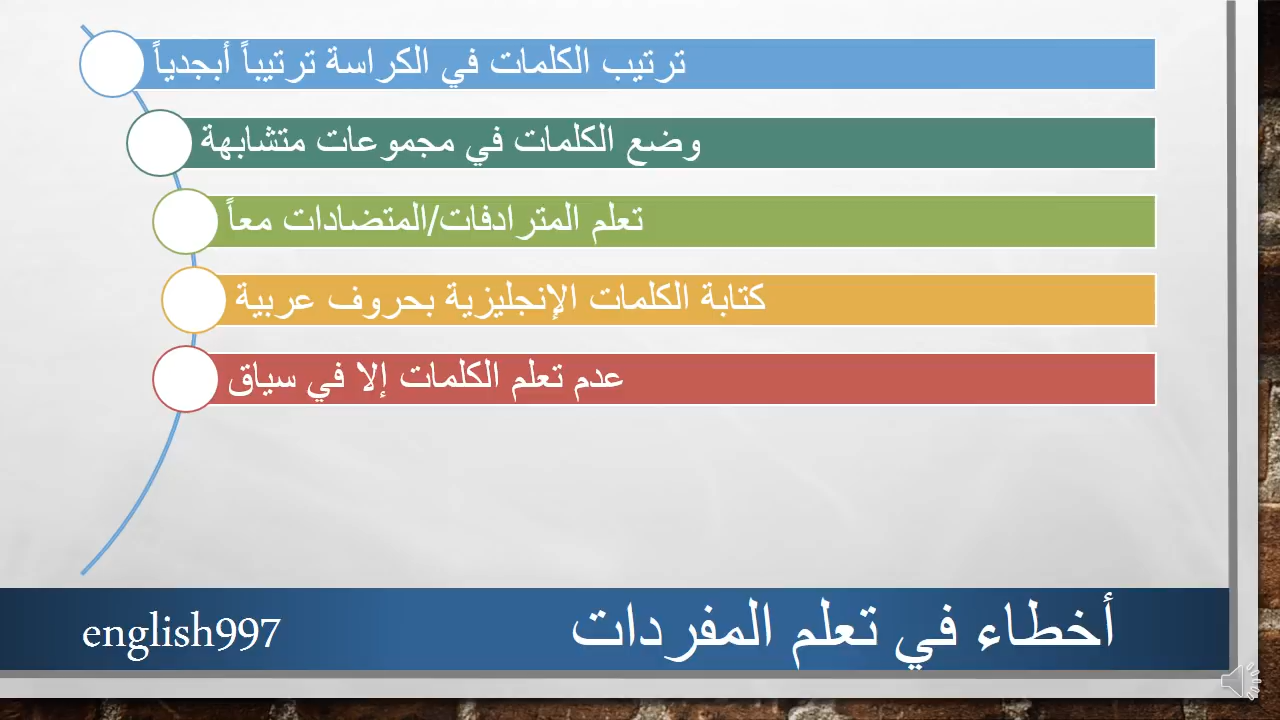 ترتيب الكلمات في الكراسة ترتيباً أبجدياً
وضع الكلمات في مجموعات متشابهة
تعلم المترادفات/المتضادات معاً
كتابة الكلمات الإنجليزية بحروف عربية
عدم تعلم الكلمات إلا في سياق
أخطاء في تعلم المفردات
english997